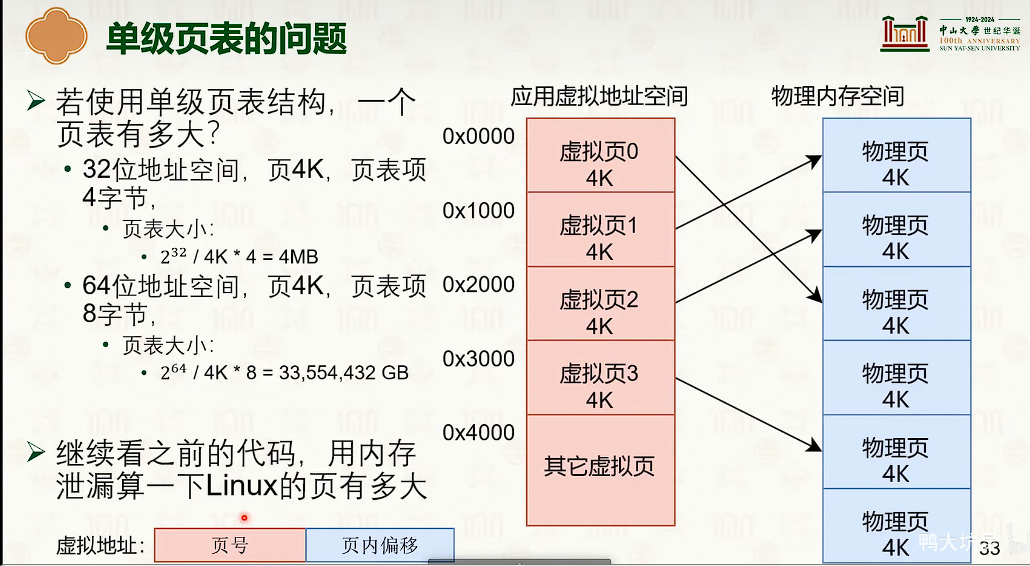 单级页表的问题
1924-2024
中山大学 世纪华诞
100th ANNIVERSARY
SUN YAT-SEN UNIVERSITY
若使用单级页表结构，一个
页表有多大？
32位地址空间，页4K，页表项
4字节，
页表大小：
2³² / 4K * 4 = 4MB
64位地址空间，页4K，页表项
8字节，
页表大小：
2⁶⁴ / 4K * 8 = 33,554,432 GB
继续看之前的代码，用内存
泄漏算一下Linux的页有多大
虚拟地址：
页号
页内偏移
应用虚拟地址空间
0x0000
虚拟页0
4K
0x1000
虚拟页1
4K
0x2000
虚拟页2
4K
0x3000
虚拟页3
4K
0x4000
其它虚拟页
物理内存空间
物理页
4K
物理页
4K
物理页
4K
物理页
4K
物理页
4K
物理页
4K
33